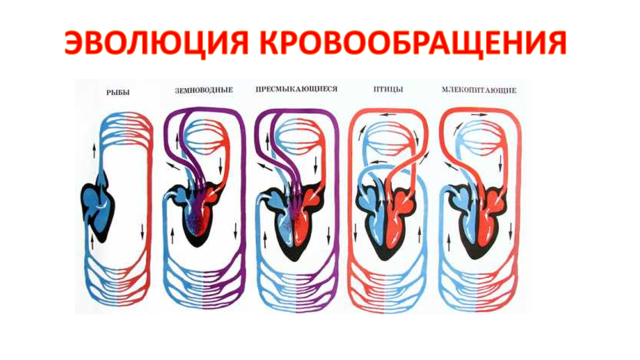 ЭВОЛЮЦИЯ КРОВООБРАЩЕНИЯ
РЫБЫ ЗЕМНОВОДНЫЕ ПРЕСМЫКАЮЩИЕСЯ ПТИЦЫ МЛЕКОПИТАЮЩИЕ